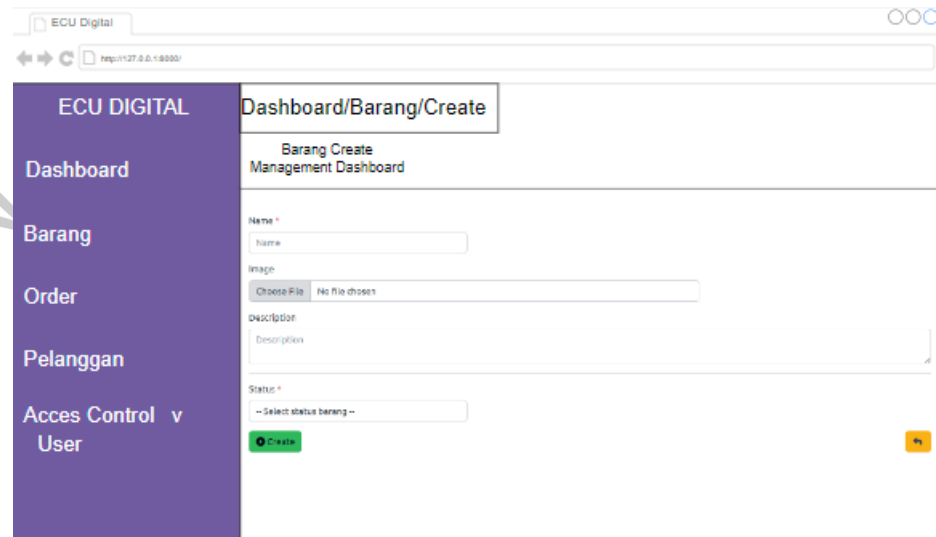 ECU Digital
http://127.0.0.1:8000/
ECU DIGITAL
Dashboard
Barang
Order
Pelanggan
Acces Control v
User
Dashboard/Barang/Create
Barang Create
Management Dashboard
Name *
Name
Image
Choose File No file chosen
Description
Description
Status *
-- Select status barang --
Create